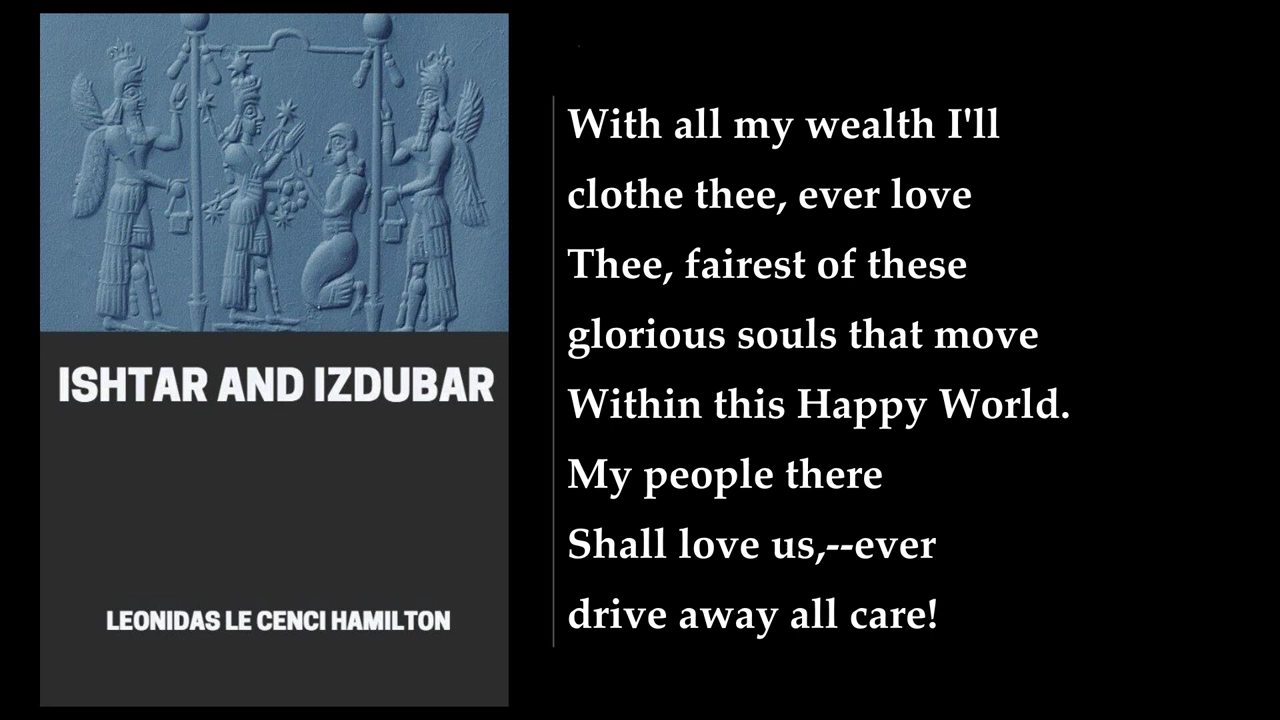 ISHTAR AND IZDUBAR
LEONIDAS LE CENCI HAMILTON
With all my wealth I'll
clothe thee, ever love
Thee, fairest of these
glorious souls that move
Within this Happy World.
My people there
Shall love us,--ever
drive away all care!